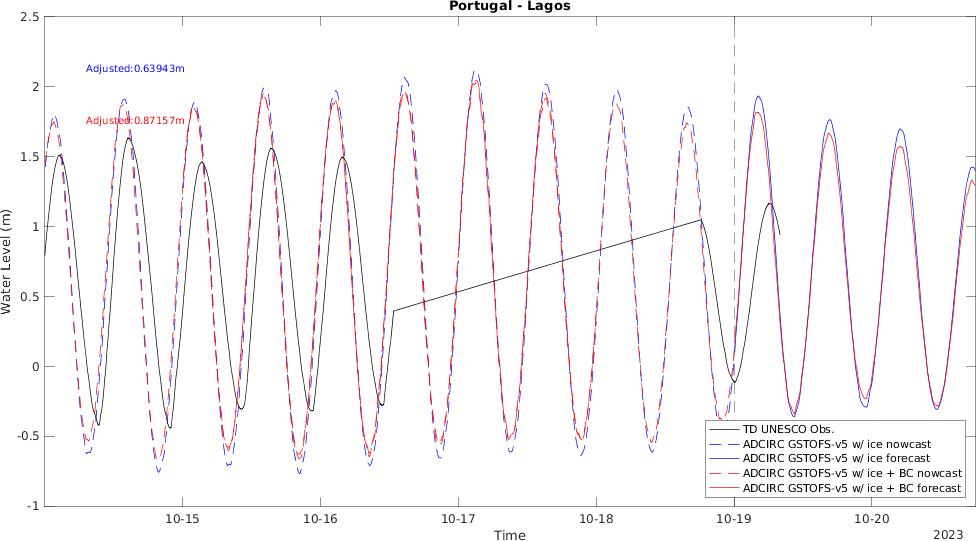 Portugal - Lagos
2.5
2
1.5
1
0.5
0
-0.5
-1
Water Level (m)
Adjusted:0.63943m
Adjusted:0.87157m
TD UNESCO Obs.
ADCIRC GSTOFS-v5 w/ ice nowcast
ADCIRC GSTOFS-v5 w/ ice forecast
ADCIRC GSTOFS-v5 w/ ice + BC nowcast
ADCIRC GSTOFS-v5 w/ ice + BC forecast
10-15 10-16 10-17 10-18 10-19 10-20
Time
2023